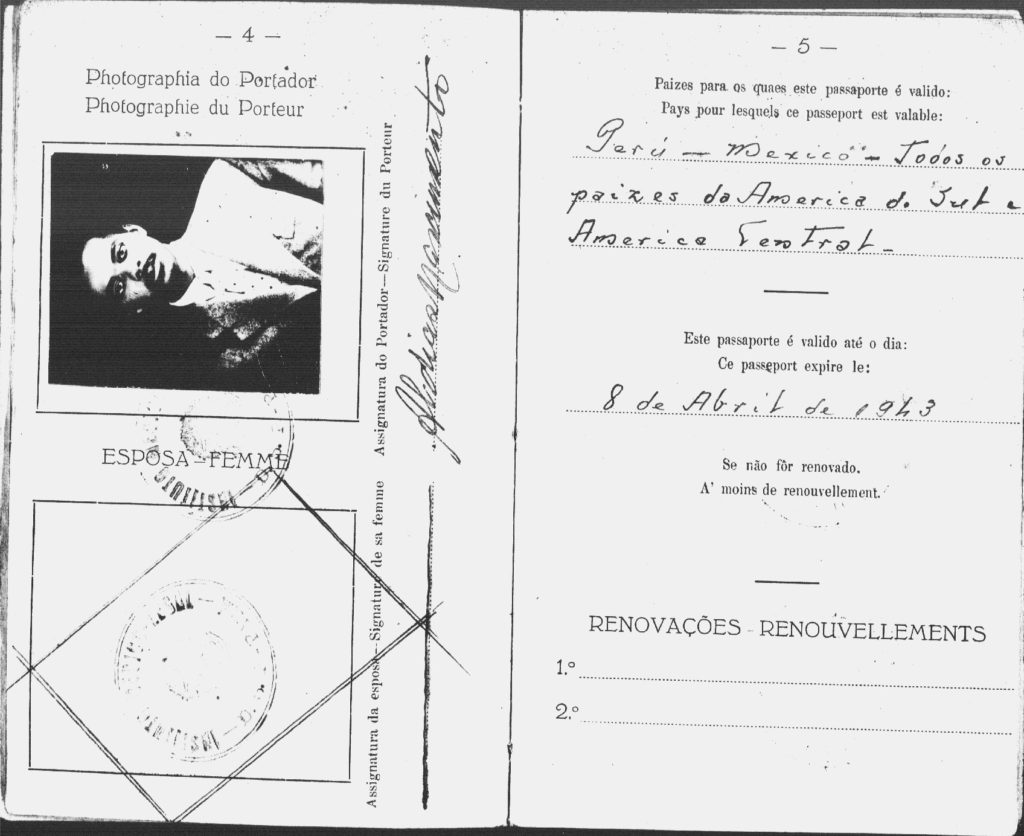 — 4 —
Photographia do Portador
Photographie du Porteur
Assignatura do Portador—Signature du Porteur
Abdias Nascimento
ESPOSA—FEMME
Assignatura da esposa—Signature de sa femme
— 5 —
Paizes para os quaes este passaporte é valido:
Pays pour lesquels ce passeport est valable:
Perú — Mexico — Todos os
paizes da America do Sul e
America Central —
Este passaporte é valido até o dia:
Ce passeport expire le:
8 de Abril de 1943
Se não fôr renovado.
A' moins de renouvellement.
RENOVAÇÕES - RENOUVELLEMENTS
1.º
2.º